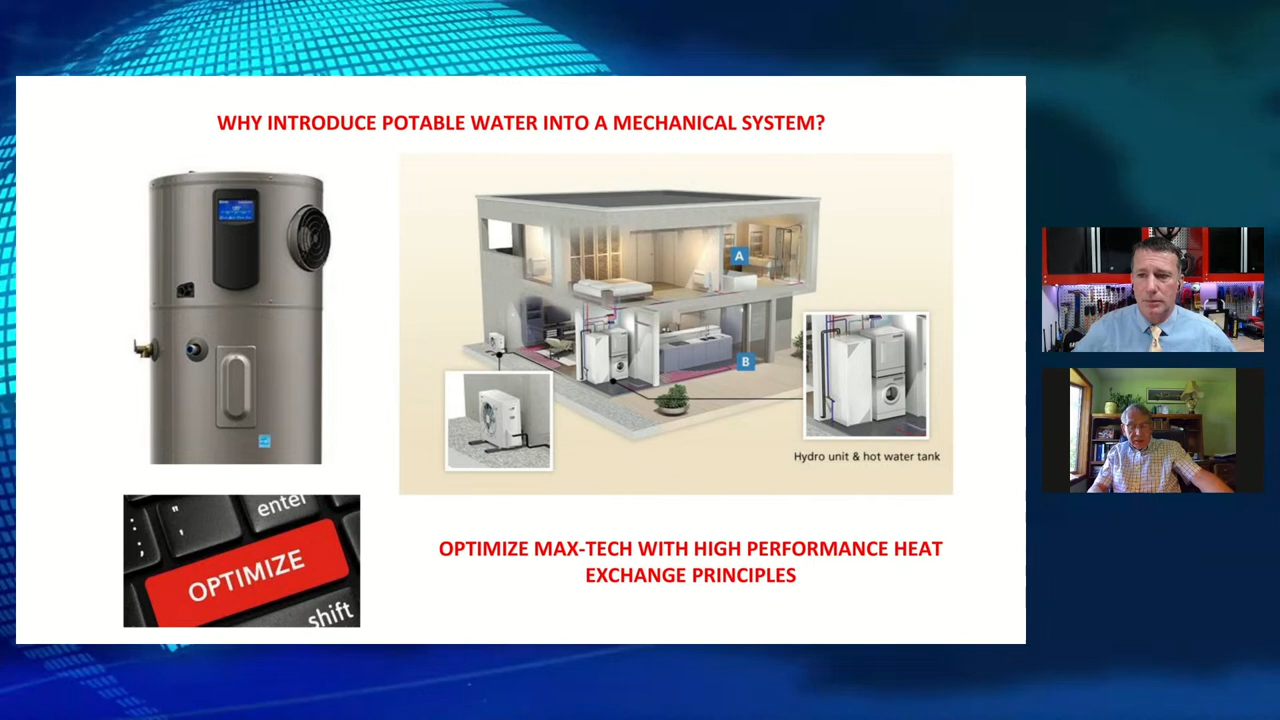 WHY INTRODUCE POTABLE WATER INTO A MECHANICAL SYSTEM?
A
B
Hydro unit & hot water tank
enter
OPTIMIZE
shift
OPTIMIZE MAX-TECH WITH HIGH PERFORMANCE HEAT
EXCHANGE PRINCIPLES